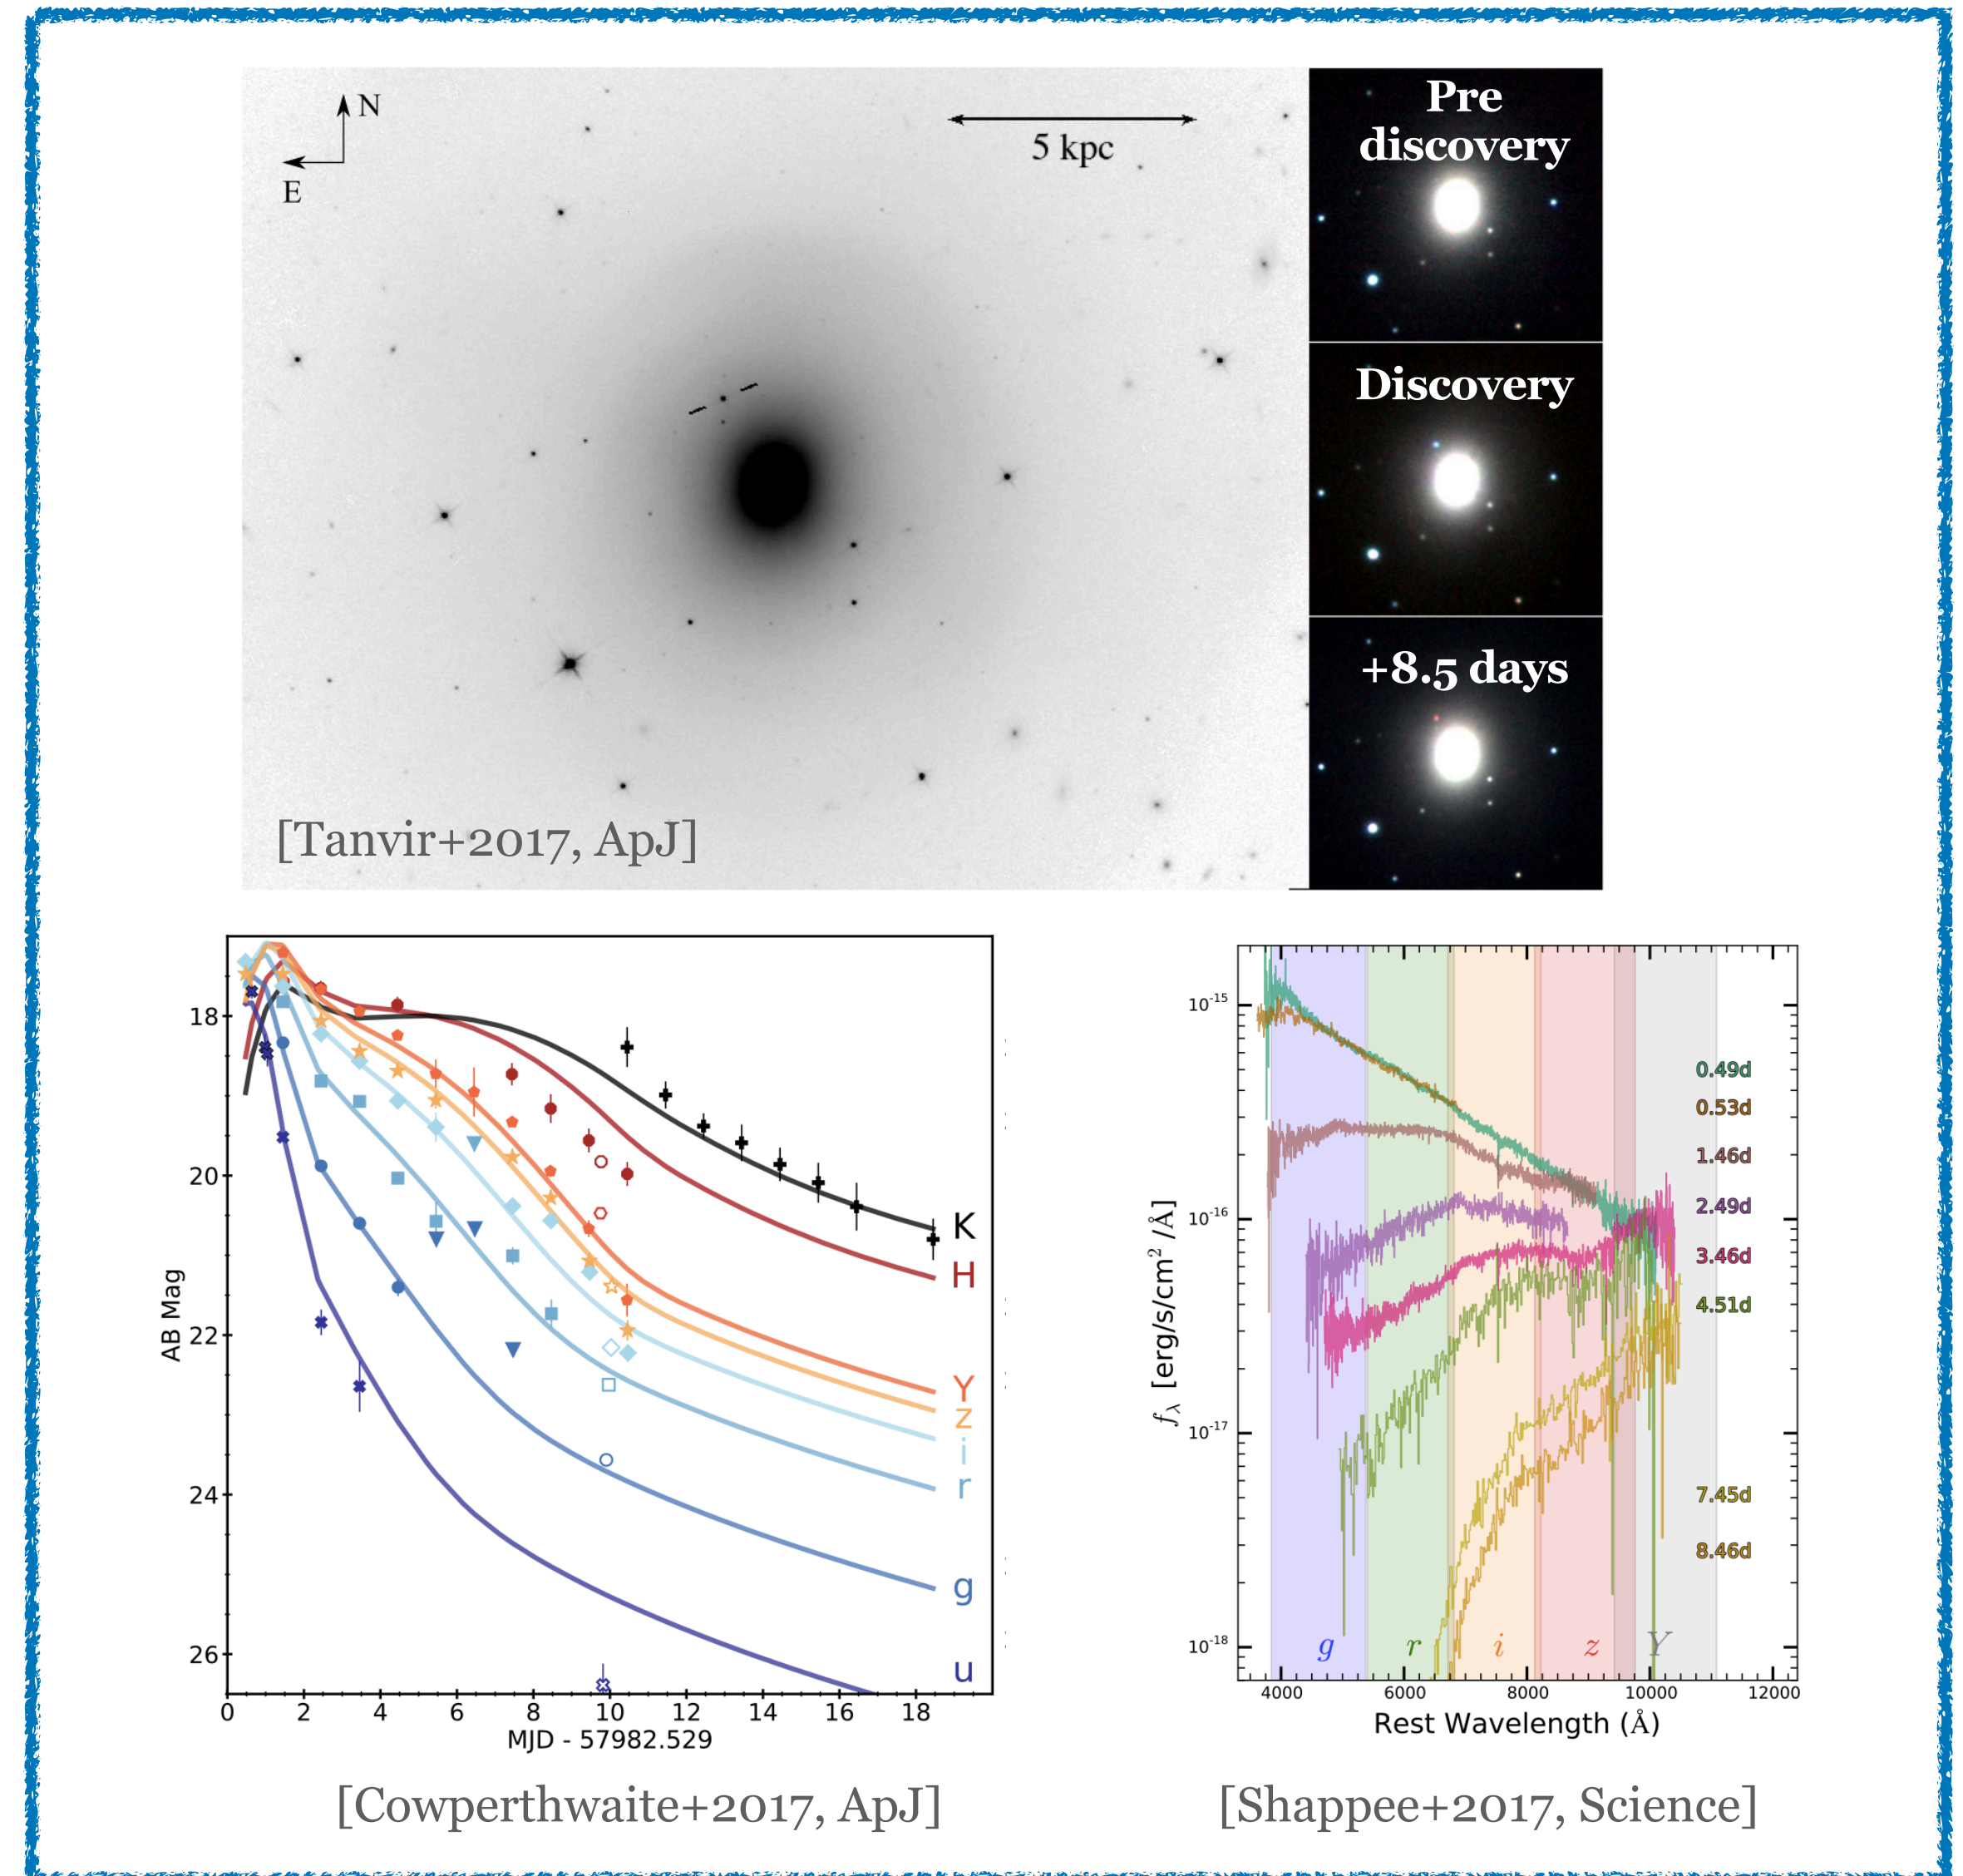 N
E
5 kpc
Pre
discovery
Discovery
+8.5 days
[Tanvir+2017, ApJ]
18
20
22
24
26
AB Mag
K
H
Y
z
i
r
g
u
0 2 4 6 8 10 12 14 16 18
MJD - 57982.529
[Cowperthwaite+2017, ApJ]
10⁻¹⁵
10⁻¹⁶
10⁻¹⁷
10⁻¹⁸
f_λ [erg/s/cm² /Å]
0.49d
0.53d
1.46d
2.49d
3.46d
4.51d
7.45d
8.46d
g r i z Y
4000 6000 8000 10000 12000
Rest Wavelength (Å)
[Shappee+2017, Science]